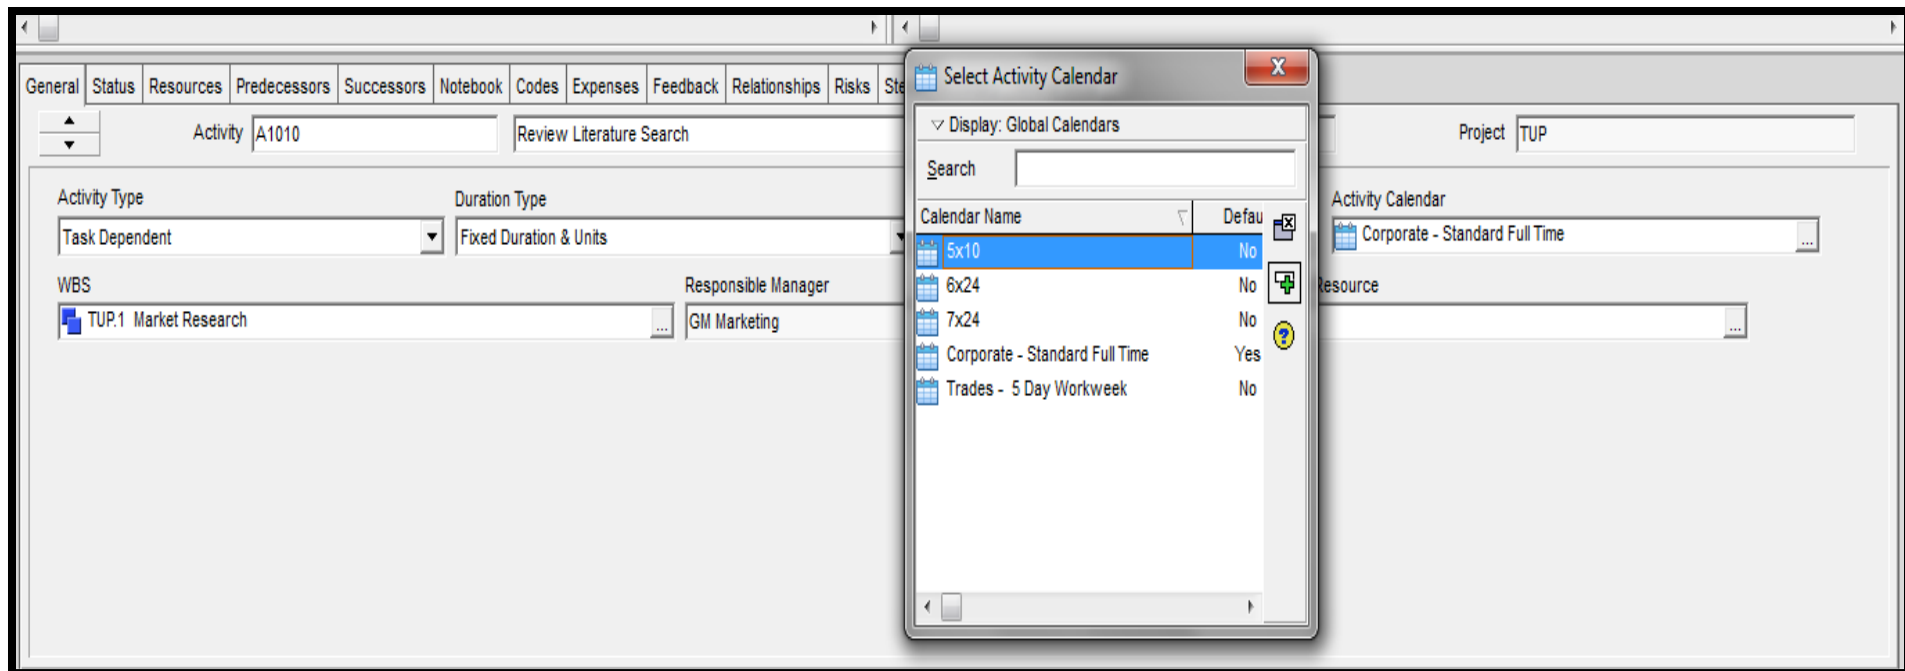 General Status Resources Predecessors Successors Notebook Codes Expenses Feedback Relationships Risks
Activity A1010 Review Literature Search Project TUP
Activity Type Duration Type Activity Calendar
Task Dependent Fixed Duration & Units Corporate - Standard Full Time
WBS Responsible Manager Resource
TUP.1 Market Research GM Marketing
Select Activity Calendar
Display: Global Calendars
Search
Calendar Name Defau
5x10 No
6x24 No
7x24 No
Corporate - Standard Full Time Yes
Trades - 5 Day Workweek No